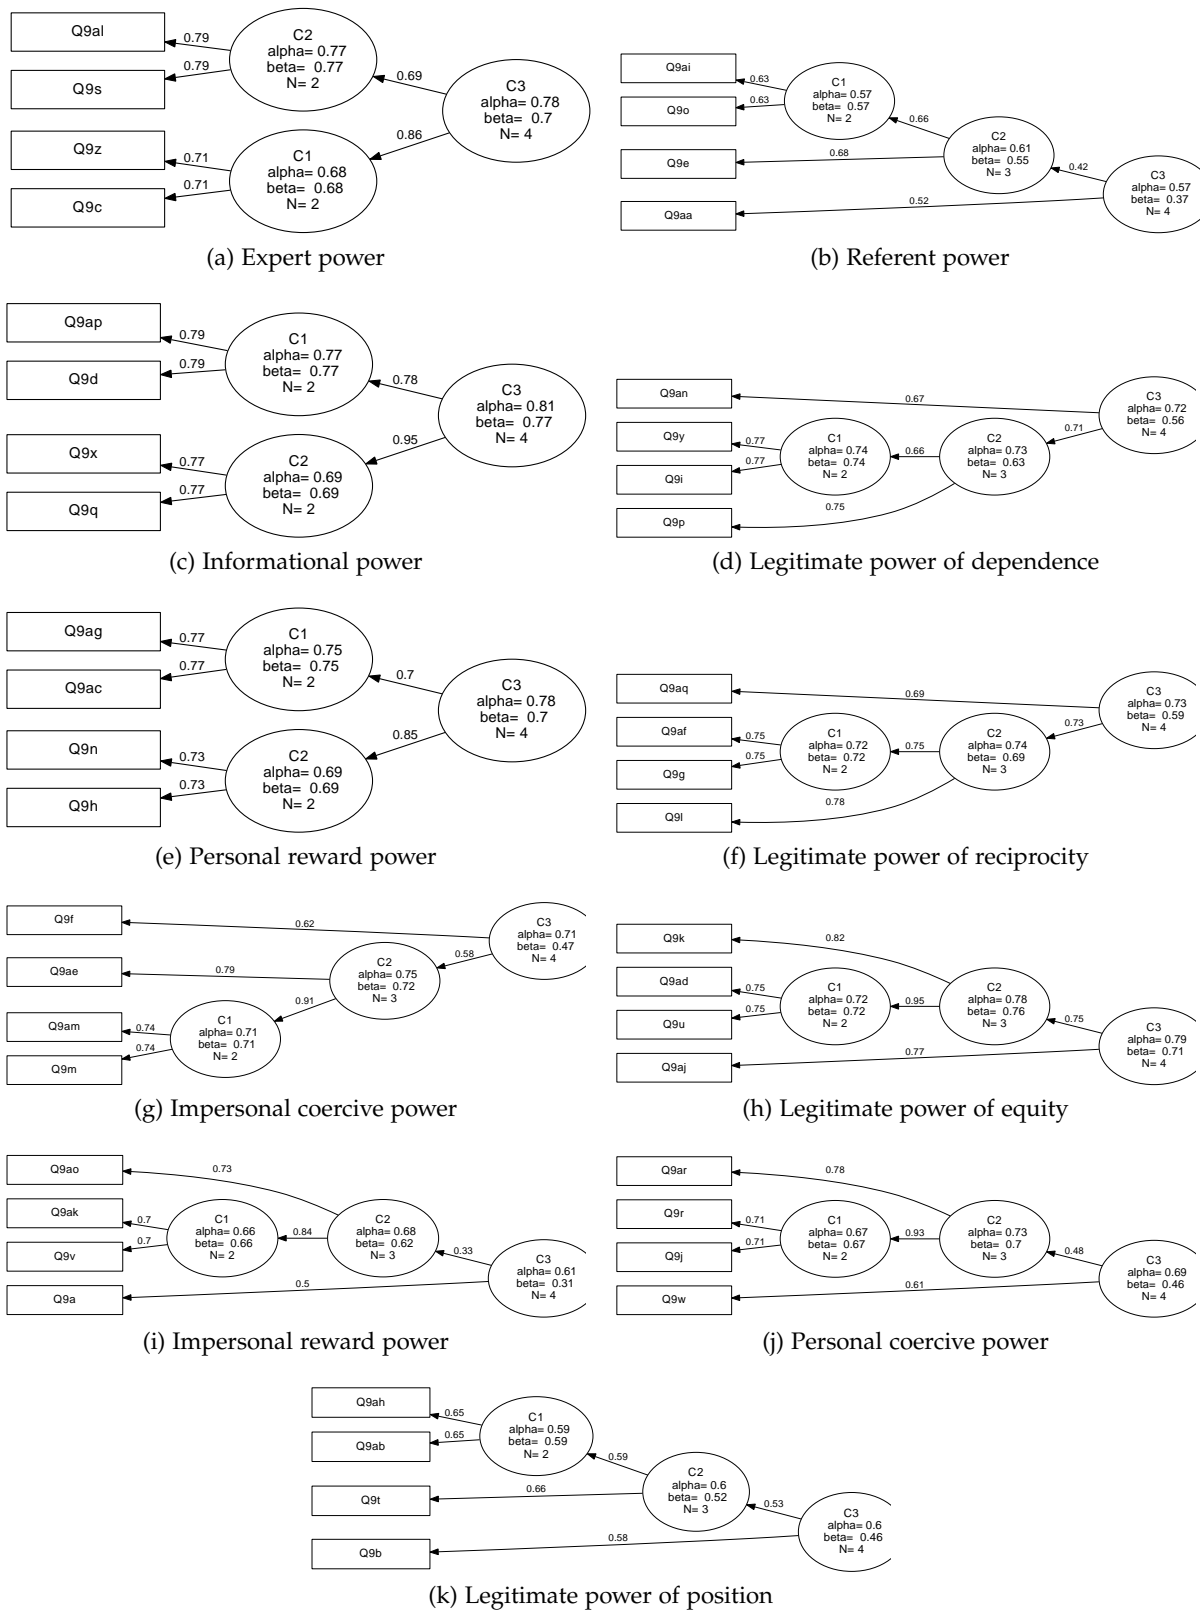 Q9al
Q9s
Q9z
Q9c
0.79
0.79
0.71
0.71
C2
alpha= 0.77
beta= 0.77
N= 2
C1
alpha= 0.68
beta= 0.68
N= 2
0.69
0.86
C3
alpha= 0.78
beta= 0.7
N= 4
(a) Expert power
Q9ai
Q9o
Q9e
Q9aa
0.63
0.63
0.68
0.52
C1
alpha= 0.57
beta= 0.57
N= 2
0.66
C2
alpha= 0.61
beta= 0.55
N= 3
0.42
C3
alpha= 0.57
beta= 0.37
N= 4
(b) Referent power
Q9ap
Q9d
Q9x
Q9q
0.79
0.79
0.77
0.77
C1
alpha= 0.77
beta= 0.77
N= 2
C2
alpha= 0.69
beta= 0.69
N= 2
0.78
0.95
C3
alpha= 0.81
beta= 0.77
N= 4
(c) Informational power
Q9an
Q9y
Q9i
Q9p
0.67
0.77
0.77
0.75
C1
alpha= 0.74
beta= 0.74
N= 2
0.66
C2
alpha= 0.73
beta= 0.63
N= 3
0.71
C3
alpha= 0.72
beta= 0.56
N= 4
(d) Legitimate power of dependence
Q9ag
Q9ac
Q9n
Q9h
0.77
0.77
0.73
0.73
C1
alpha= 0.75
beta= 0.75
N= 2
C2
alpha= 0.69
beta= 0.69
N= 2
0.7
0.85
C3
alpha= 0.78
beta= 0.7
N= 4
(e) Personal reward power
Q9aq
Q9af
Q9g
Q9l
0.69
0.75
0.75
0.78
C1
alpha= 0.72
beta= 0.72
N= 2
0.75
C2
alpha= 0.74
beta= 0.69
N= 3
0.73
C3
alpha= 0.73
beta= 0.59
N= 4
(f) Legitimate power of reciprocity
Q9f
Q9ae
Q9am
Q9m
0.62
0.79
0.74
0.74
C1
alpha= 0.71
beta= 0.71
N= 2
0.91
C2
alpha= 0.75
beta= 0.72
N= 3
0.58
C3
alpha= 0.71
beta= 0.47
N= 4
(g) Impersonal coercive power
Q9k
Q9ad
Q9u
Q9aj
0.82
0.75
0.75
0.77
C1
alpha= 0.72
beta= 0.72
N= 2
0.95
C2
alpha= 0.78
beta= 0.76
N= 3
0.75
C3
alpha= 0.79
beta= 0.71
N= 4
(h) Legitimate power of equity
Q9ao
Q9ak
Q9v
Q9a
0.73
0.7
0.7
0.5
C1
alpha= 0.66
beta= 0.66
N= 2
0.84
C2
alpha= 0.68
beta= 0.62
N= 3
0.33
C3
alpha= 0.61
beta= 0.31
N= 4
(i) Impersonal reward power
Q9ar
Q9r
Q9j
Q9w
0.78
0.71
0.71
0.61
C1
alpha= 0.67
beta= 0.67
N= 2
0.93
C2
alpha= 0.73
beta= 0.7
N= 3
0.48
C3
alpha= 0.69
beta= 0.46
N= 4
(j) Personal coercive power
Q9ah
Q9ab
Q9t
Q9b
0.65
0.65
0.66
0.58
C1
alpha= 0.59
beta= 0.59
N= 2
0.59
C2
alpha= 0.6
beta= 0.52
N= 3
0.53
C3
alpha= 0.6
beta= 0.46
N= 4
(k) Legitimate power of position